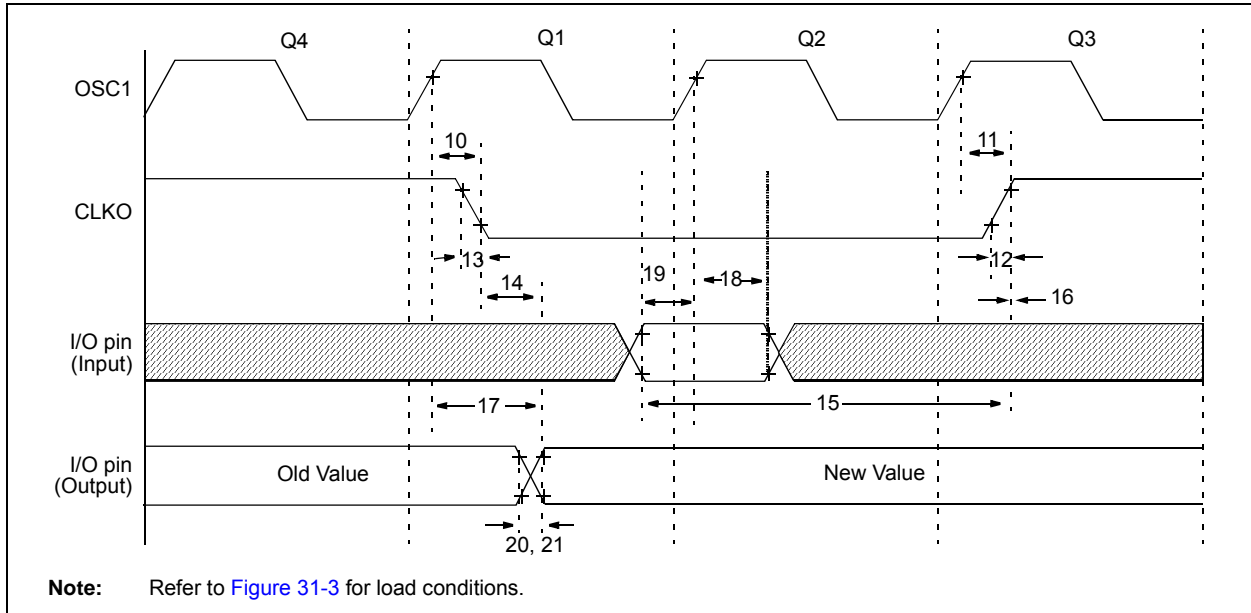 Q4 Q1 Q2 Q3
OSC1
10 11
CLKO
13 12
14 19 18 16
I/O pin
(Input)
17 15
I/O pin
(Output)
Old Value New Value
20, 21
Note: Refer to Figure 31-3 for load conditions.